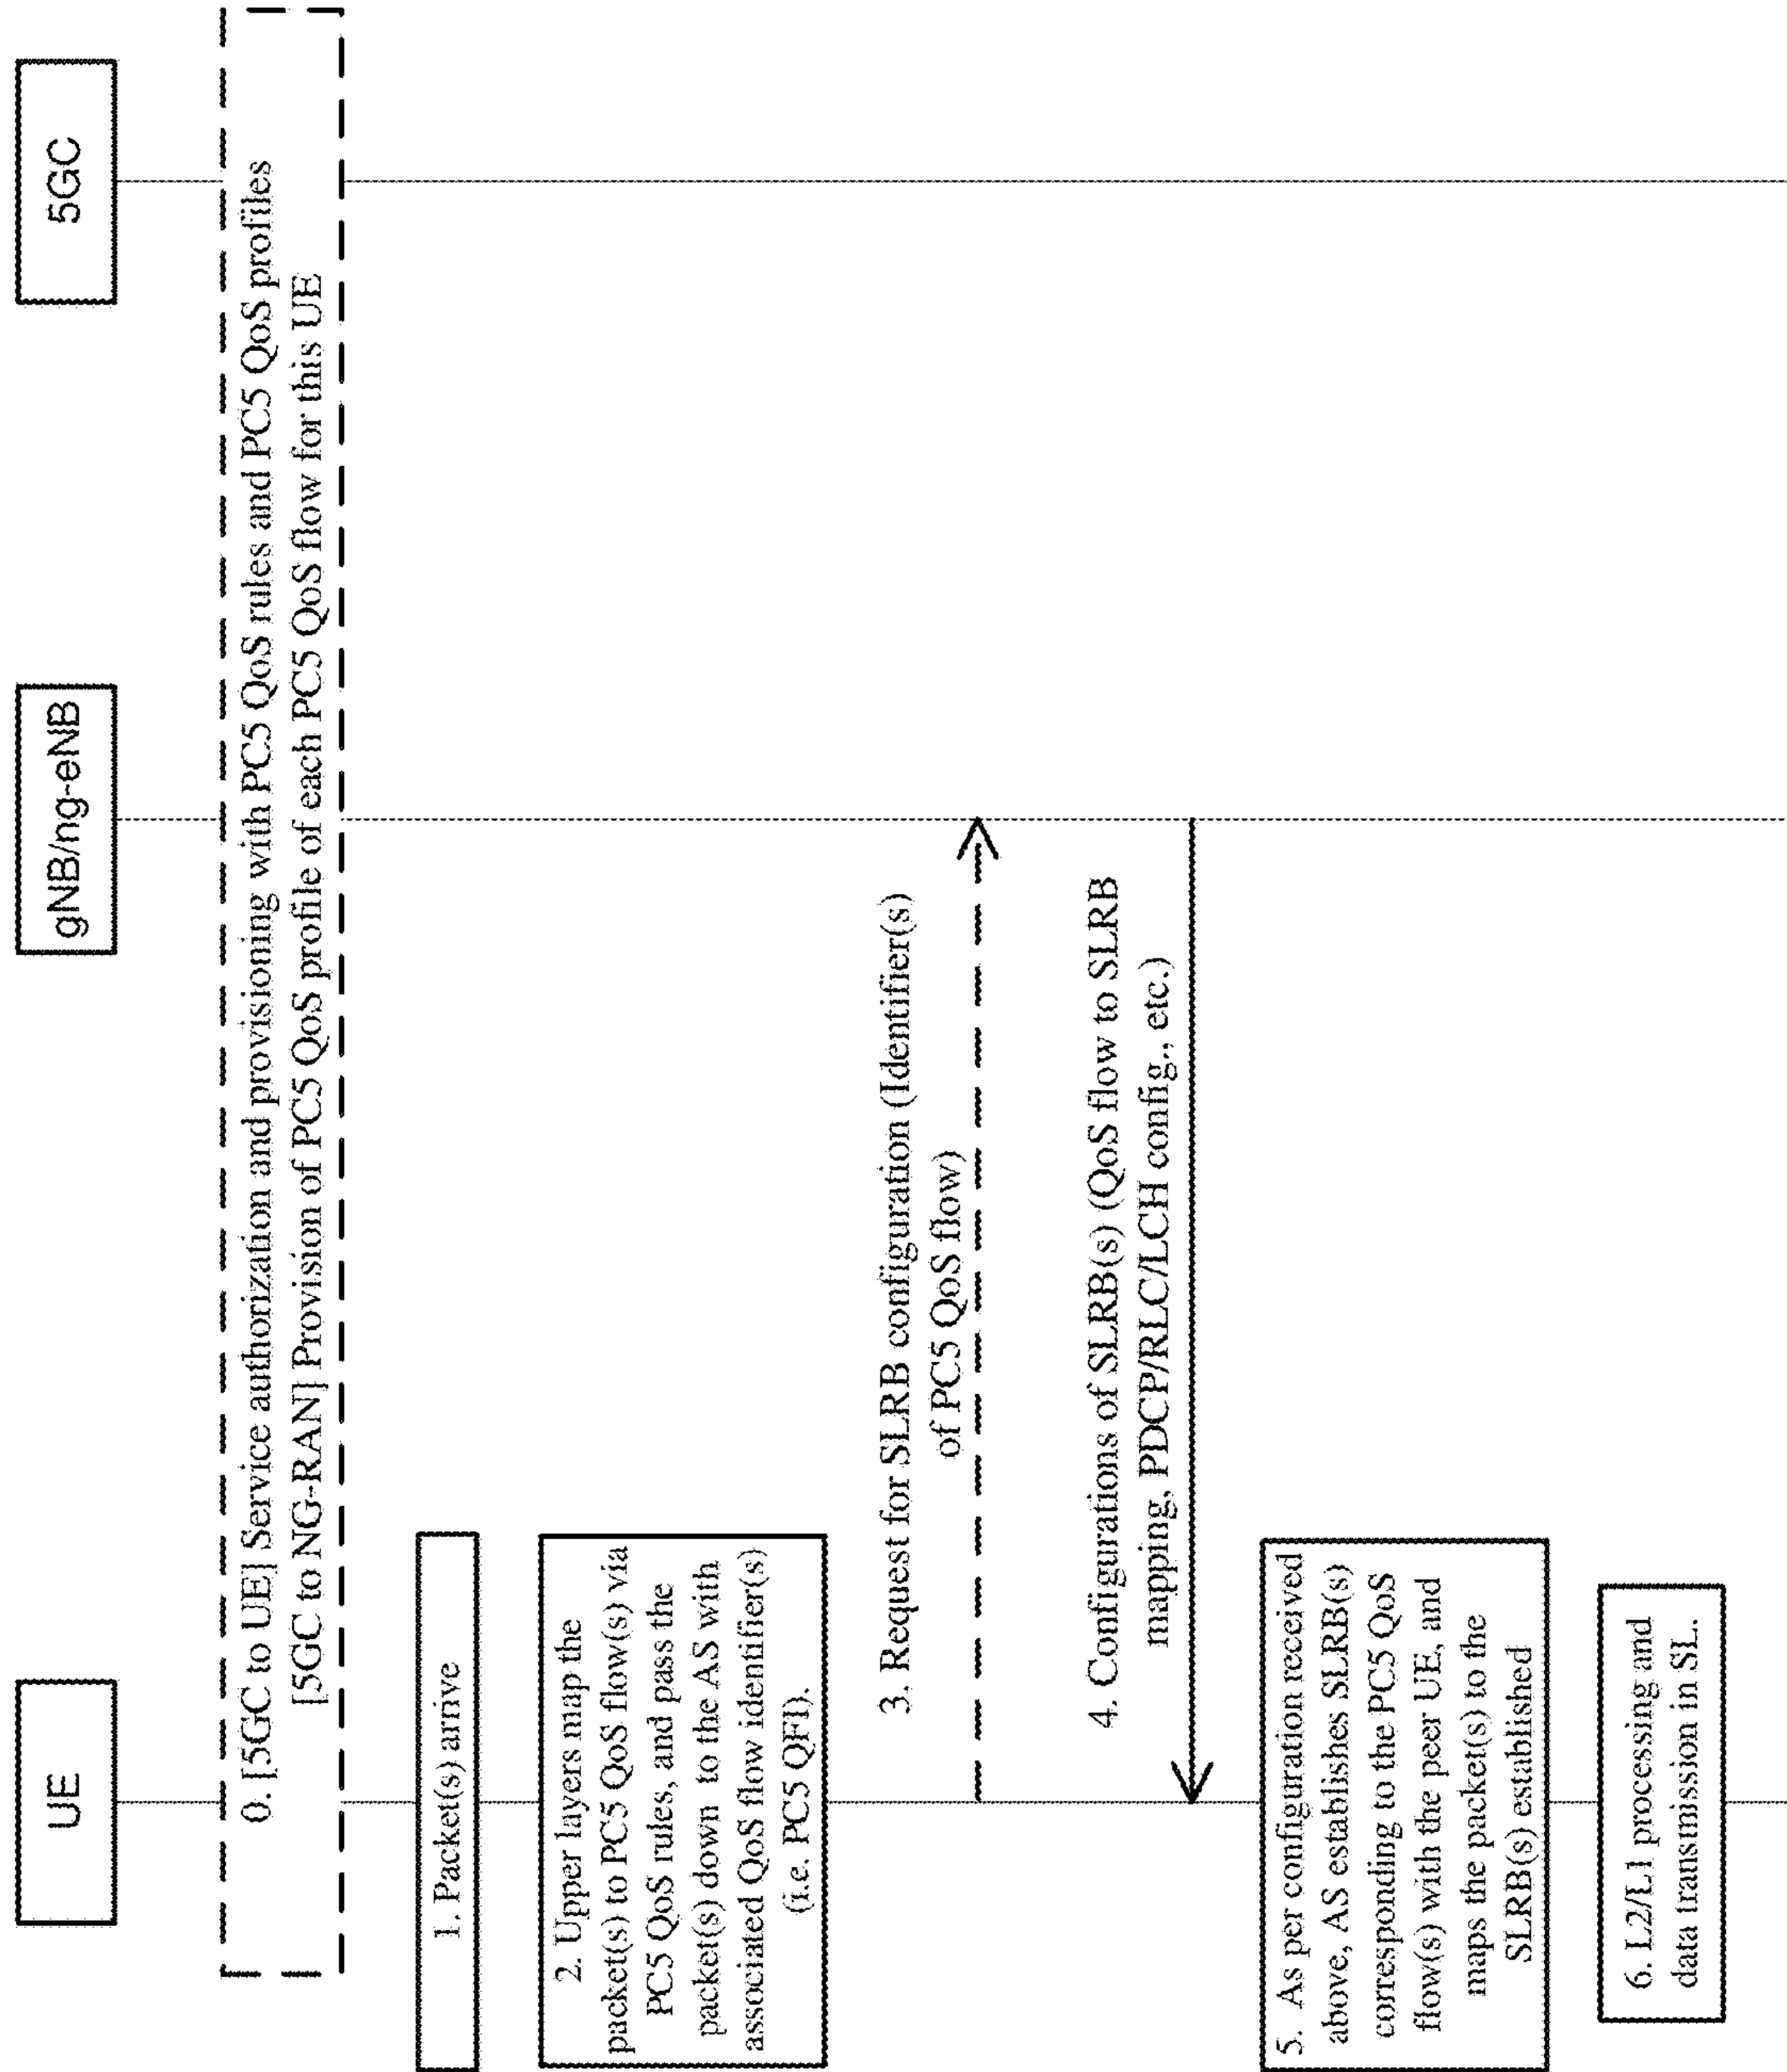 UE
gNB/ng-eNB
5GC
0. [5GC to UE] Service authorization and provisioning with PC5 QoS rules and PC5 QoS profiles
[5GC to NG-RAN] Provision of PC5 QoS profile of each PC5 QoS flow for this UE
1. Packet(s) arrive
2. Upper layers map the
packet(s) to PC5 QoS flow(s) via
PC5 QoS rules, and pass the
packet(s) down to the AS with
associated QoS flow identifier(s)
(i.e. PC5 QFI).
3. Request for SLRB configuration (Identifier(s)
of PC5 QoS flow)
4. Configurations of SLRB(s) (QoS flow to SLRB
mapping, PDCP/RLC/LCH config., etc.)
5. As per configuration received
above, AS establishes SLRB(s)
corresponding to the PC5 QoS
flow(s) with the peer UE, and
maps the packet(s) to the
SLRB(s) established
6. L2/L1 processing and
data transmission in SL.